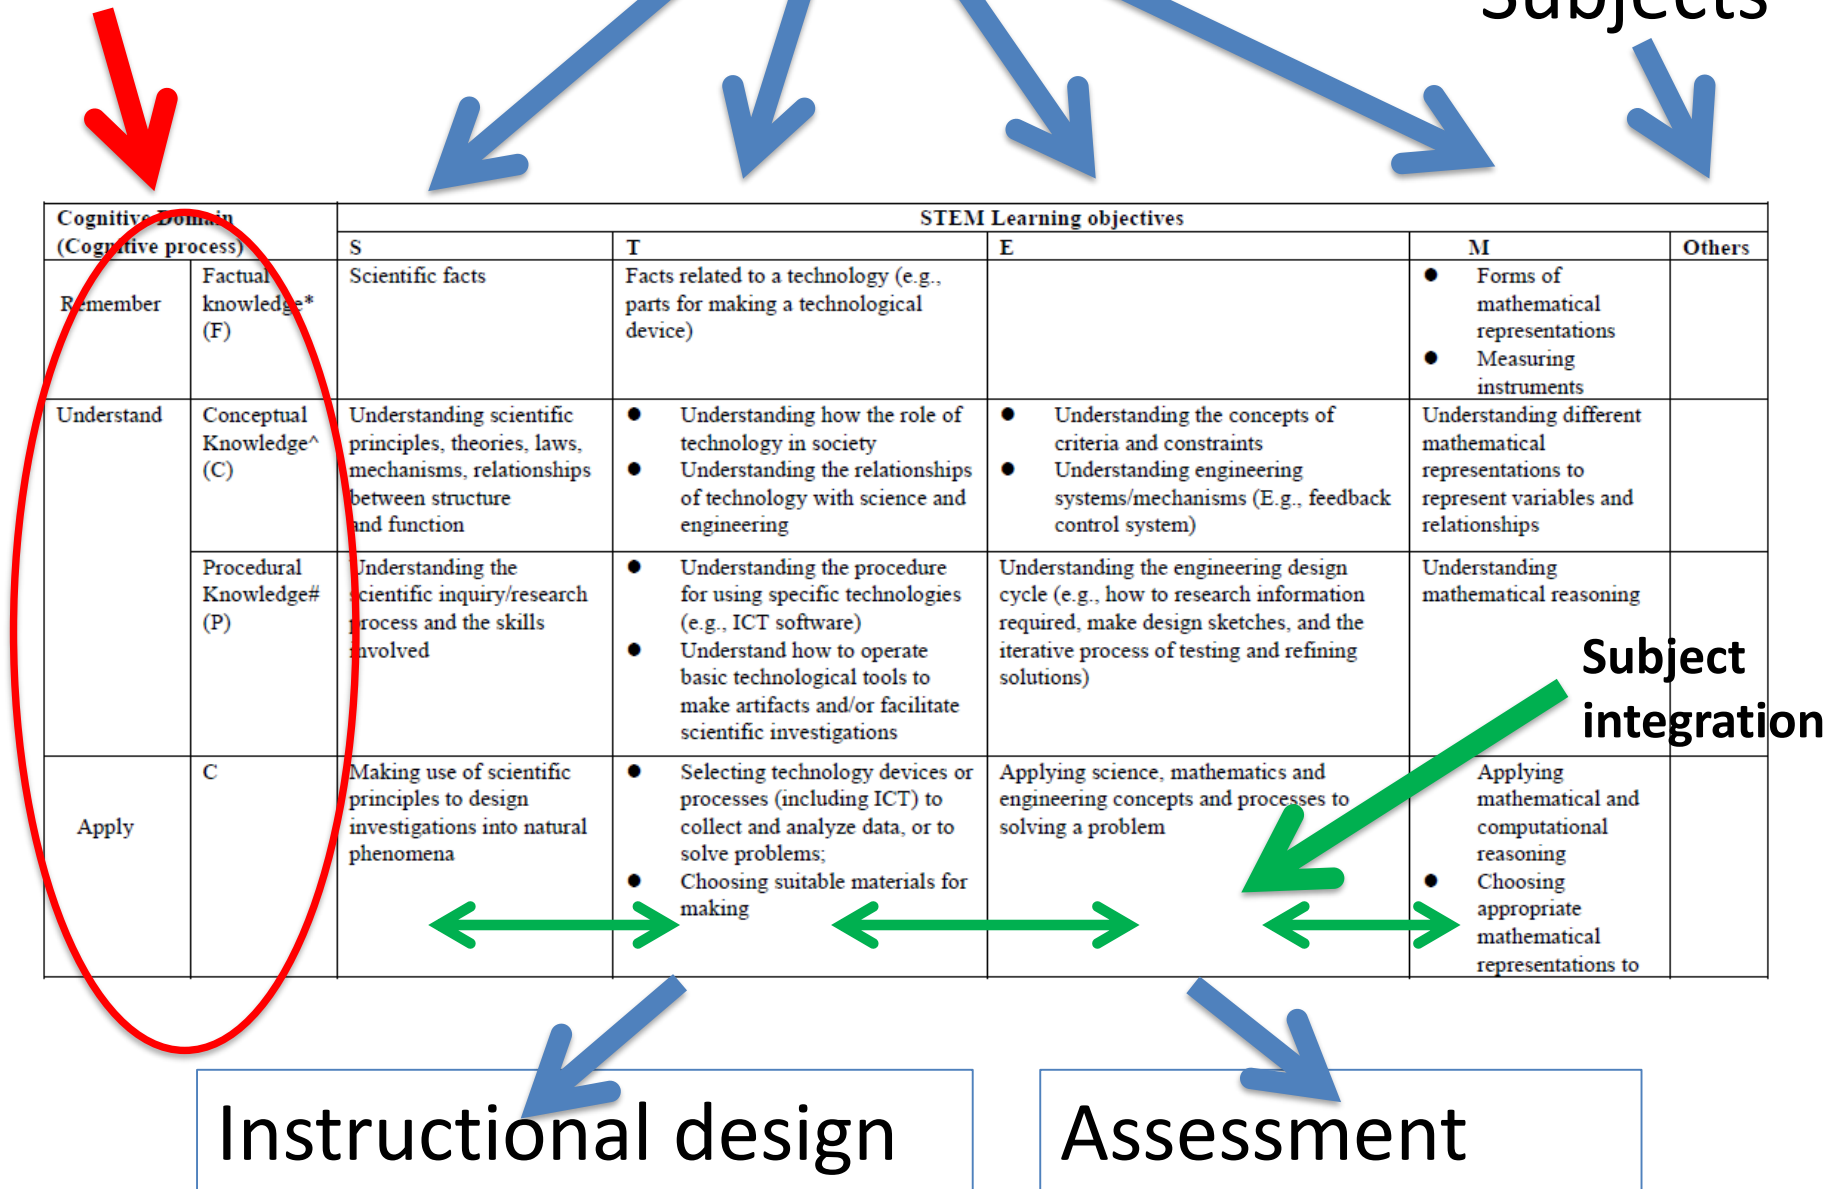 Subjects
Cognitive Domain
(Cognitive process)
STEM Learning objectives
S
T
E
M
Others
Remember
Factual
knowledge*
(F)
Scientific facts
Facts related to a technology (e.g.,
parts for making a technological
device)
● Forms of
mathematical
representations
● Measuring
instruments
Understand
Conceptual
Knowledge^
(C)
Understanding scientific
principles, theories, laws,
mechanisms, relationships
between structure
and function
● Understanding how the role of
technology in society
● Understanding the relationships
of technology with science and
engineering
● Understanding the concepts of
criteria and constraints
● Understanding engineering
systems/mechanisms (E.g., feedback
control system)
Understanding different
mathematical
representations to
represent variables and
relationships
Procedural
Knowledge#
(P)
Understanding the
scientific inquiry/research
process and the skills
involved
● Understanding the procedure
for using specific technologies
(e.g., ICT software)
● Understand how to operate
basic technological tools to
make artifacts and/or facilitate
scientific investigations
Understanding the engineering design
cycle (e.g., how to research information
required, make design sketches, and the
iterative process of testing and refining
solutions)
Understanding
mathematical reasoning
Subject
integration
Apply
C
Making use of scientific
principles to design
investigations into natural
phenomena
● Selecting technology devices or
processes (including ICT) to
collect and analyze data, or to
solve problems;
● Choosing suitable materials for
making
Applying science, mathematics and
engineering concepts and processes to
solving a problem
Applying
mathematical and
computational
reasoning
● Choosing
appropriate
mathematical
representations to
Instructional design
Assessment